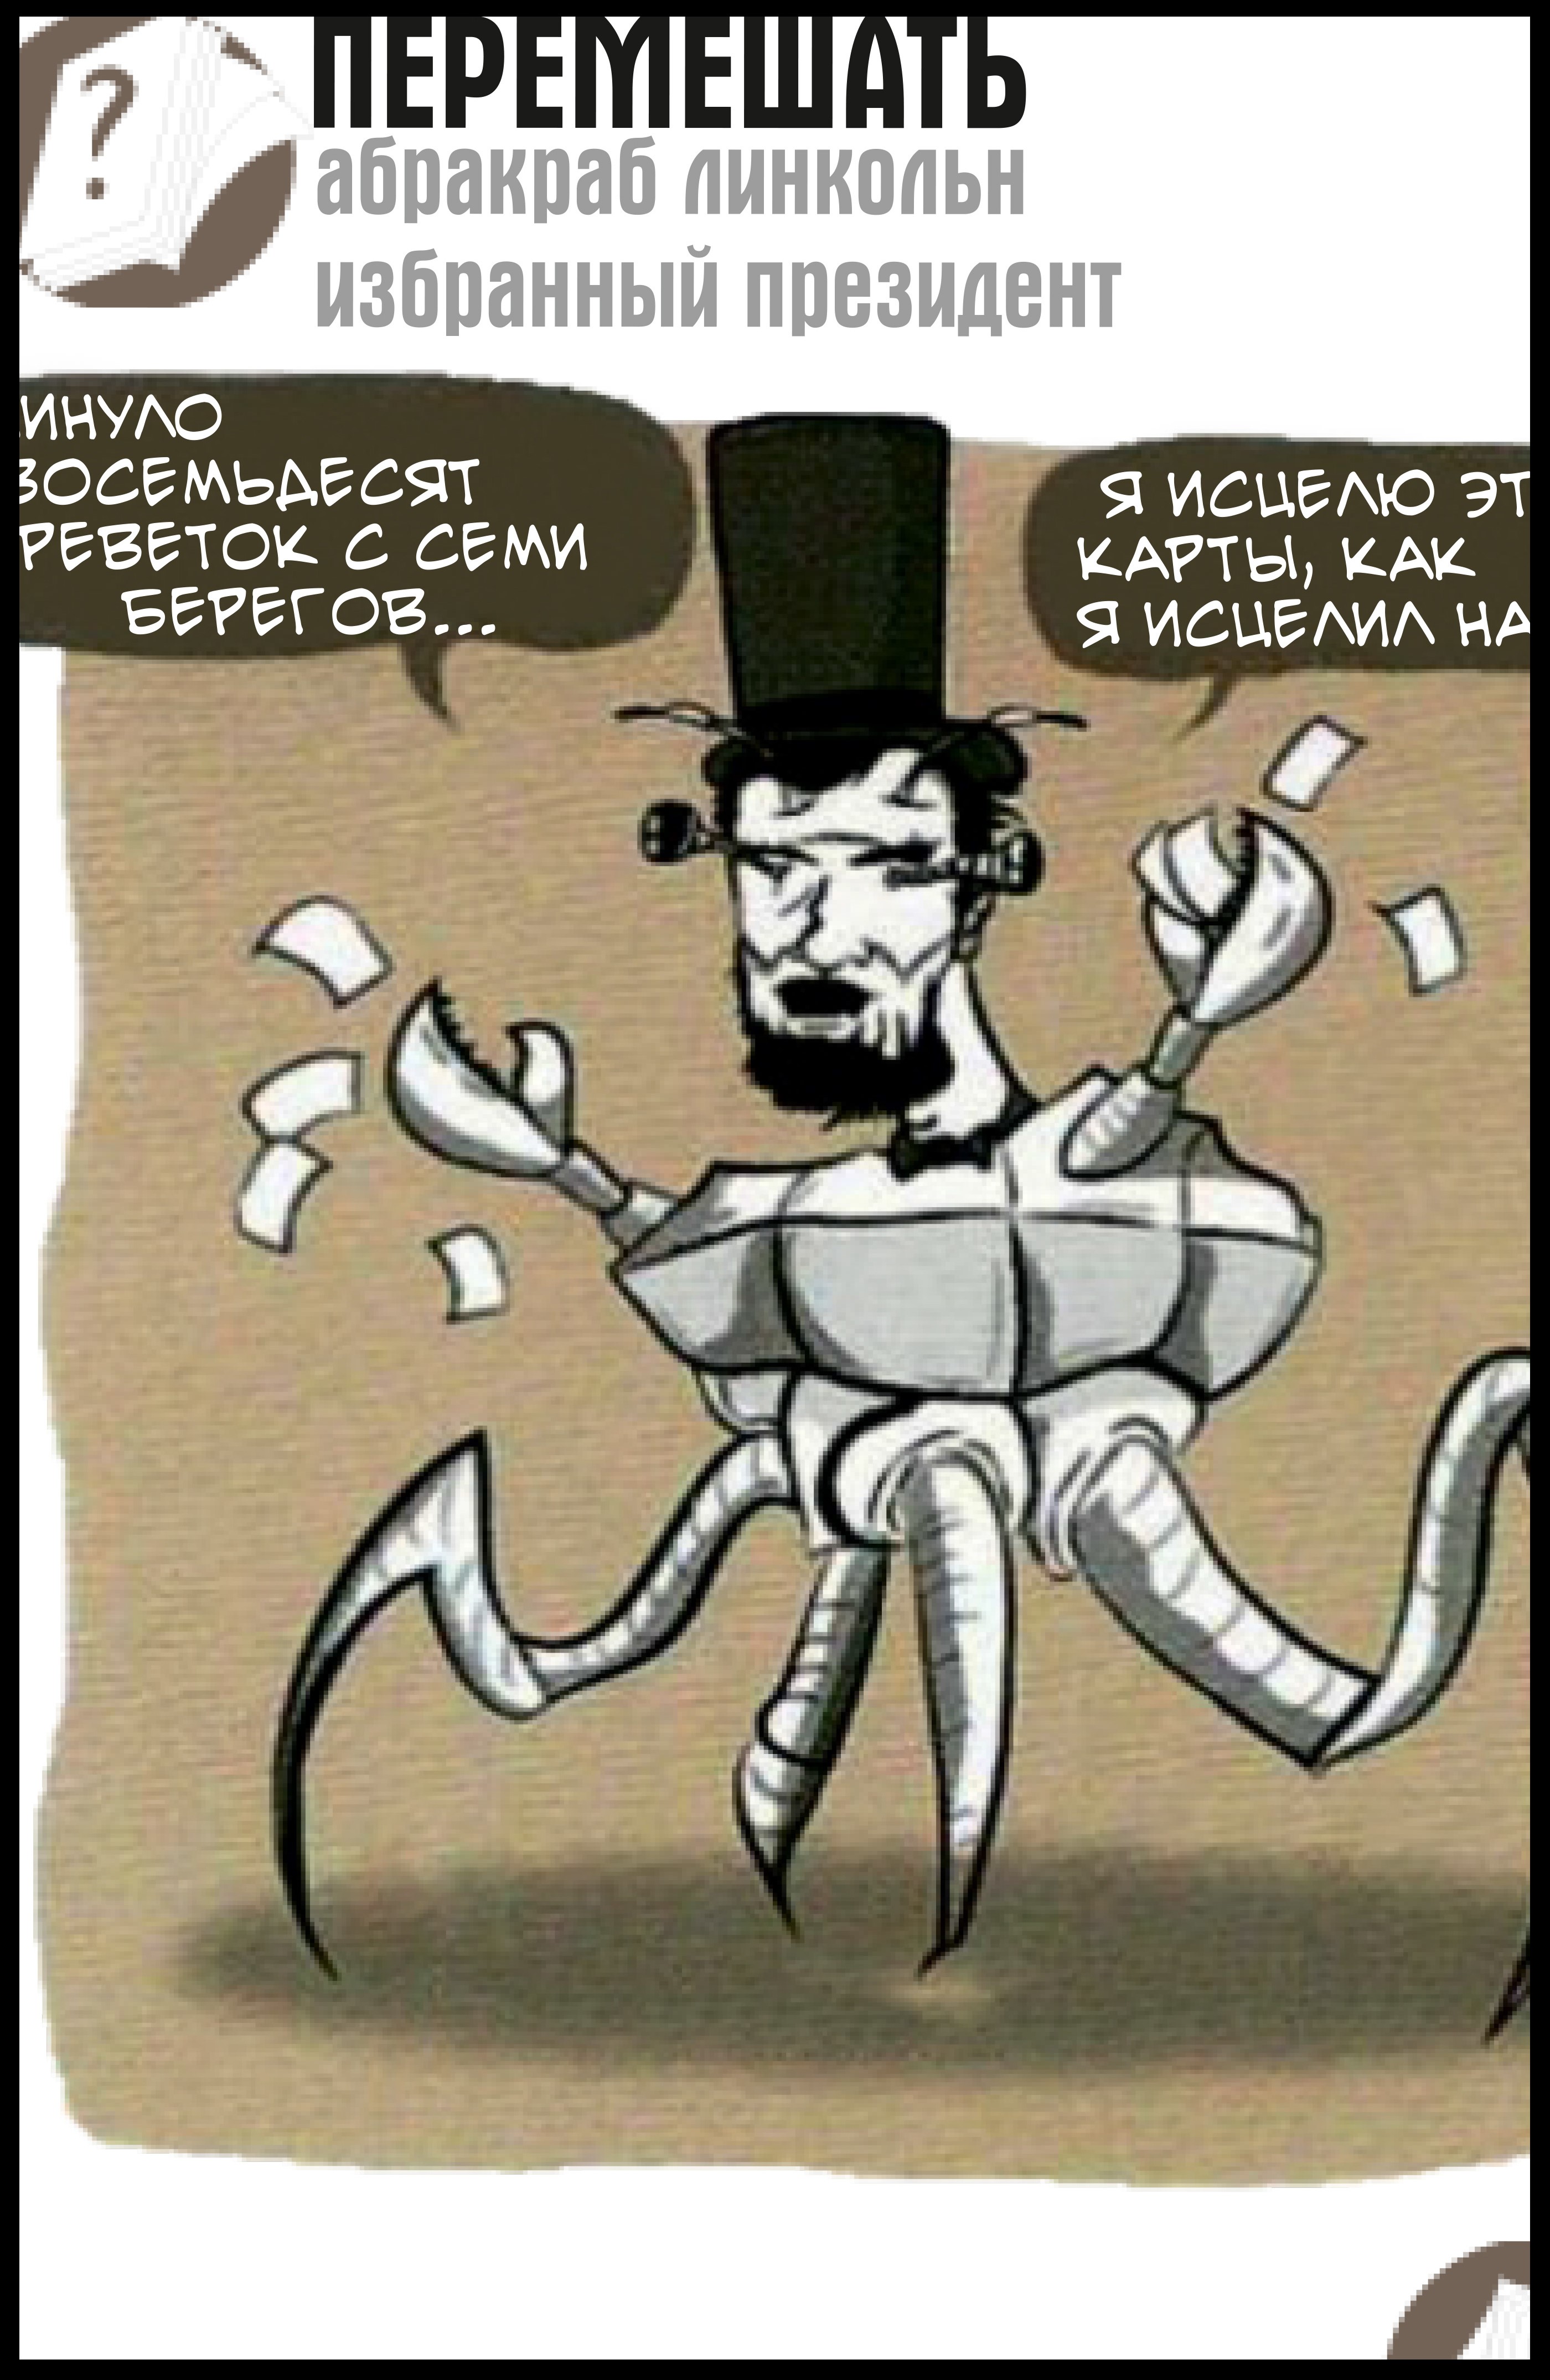 ?
ПЕРЕМЕШАТЬ
абракраб линкольн
избранный президент
ИНУЛО
ВОСЕМЬДЕСЯТ
РЕВЕТОК С СЕМИ
БЕРЕГОВ...
Я ИСЦЕЛЮ ЭТ
КАРТЫ, КАК
Я ИСЦЕЛИЛ НА